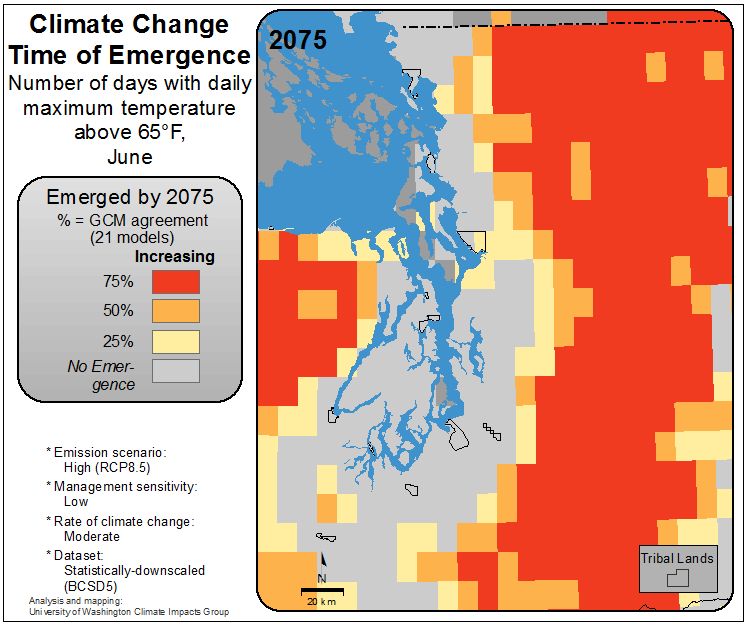 Climate Change
Time of Emergence
Number of days with daily
maximum temperature
above 65°F,
June
Emerged by 2075
% = GCM agreement
(21 models)
Increasing
75%
50%
25%
No Emer-
gence
* Emission scenario:
High (RCP8.5)
* Management sensitivity:
Low
* Rate of climate change:
Moderate
* Dataset:
Statistically-downscaled
(BCSD5)
Analysis and mapping:
University of Washington Climate Impacts Group
2075
N
20 km
Tribal Lands